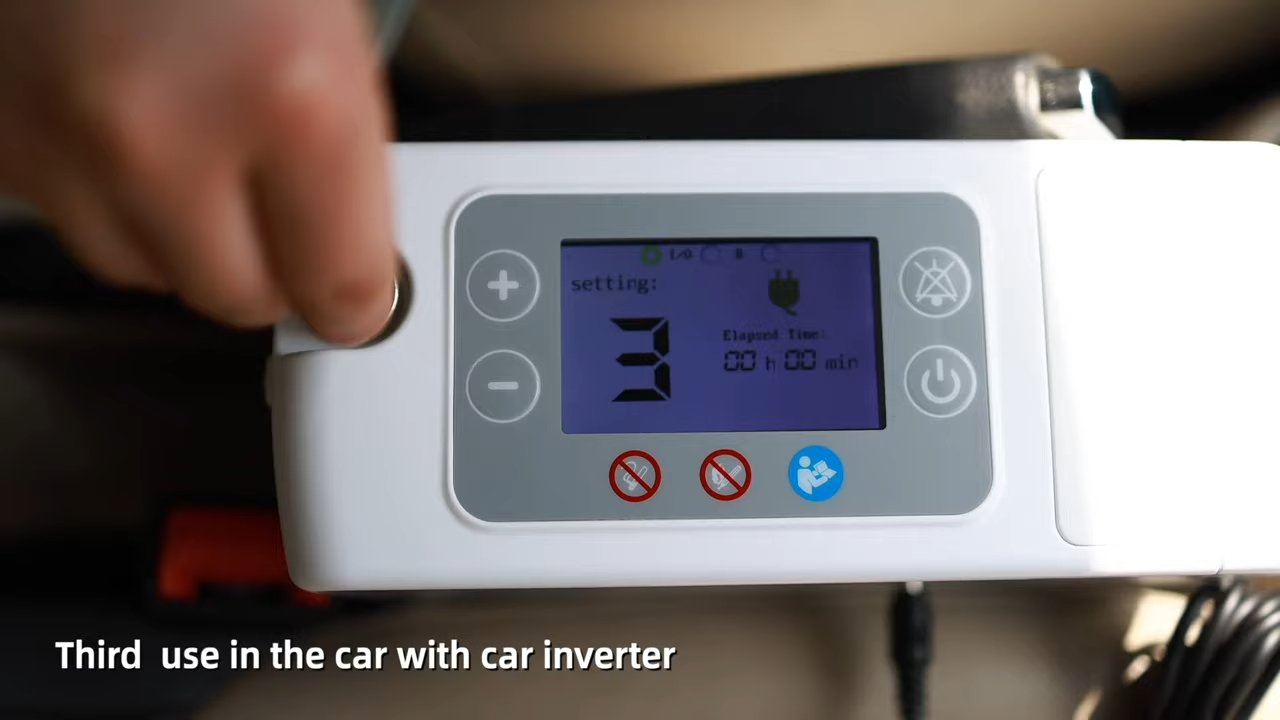 I/O
setting:
3
Elapsed Time:
00 h 00 min
Third use in the car with car inverter